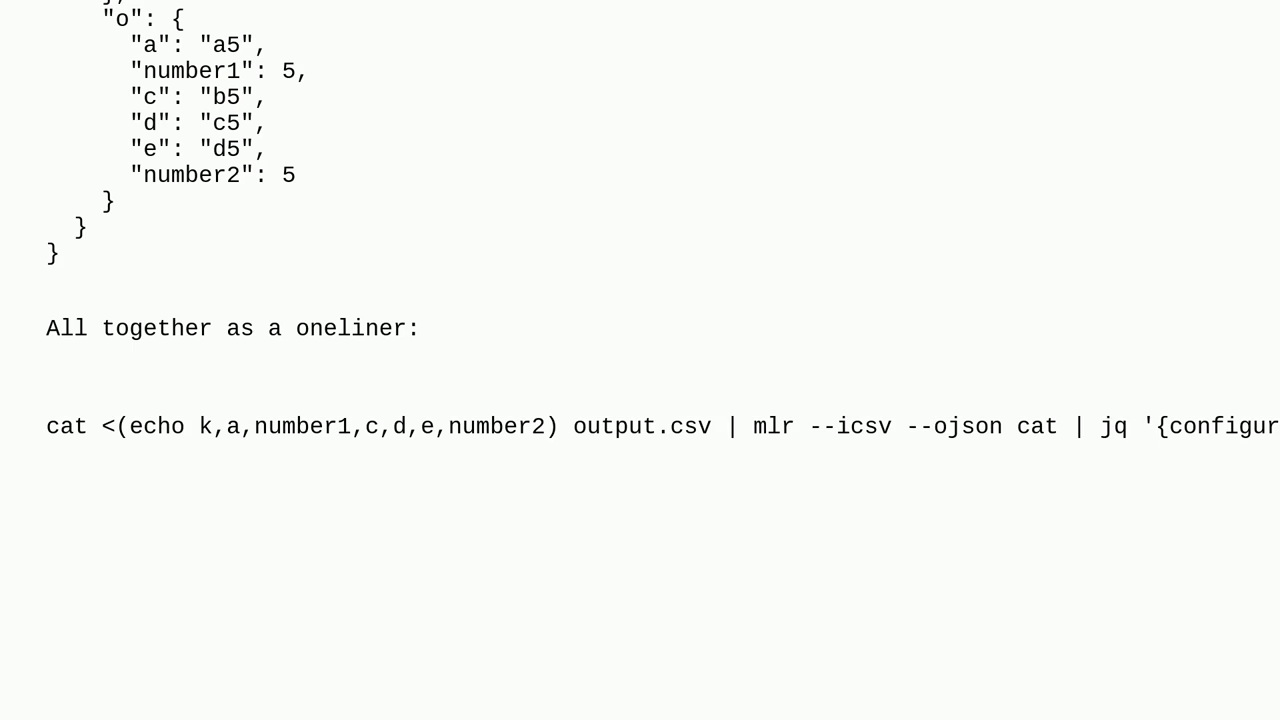 "o": {
"a": "a5",
"number1": 5,
"c": "b5",
"d": "c5",
"e": "d5",
"number2": 5
}
}
}
All together as a oneliner:
cat <(echo k,a,number1,c,d,e,number2) output.csv | mlr --icsv --ojson cat | jq '{configur